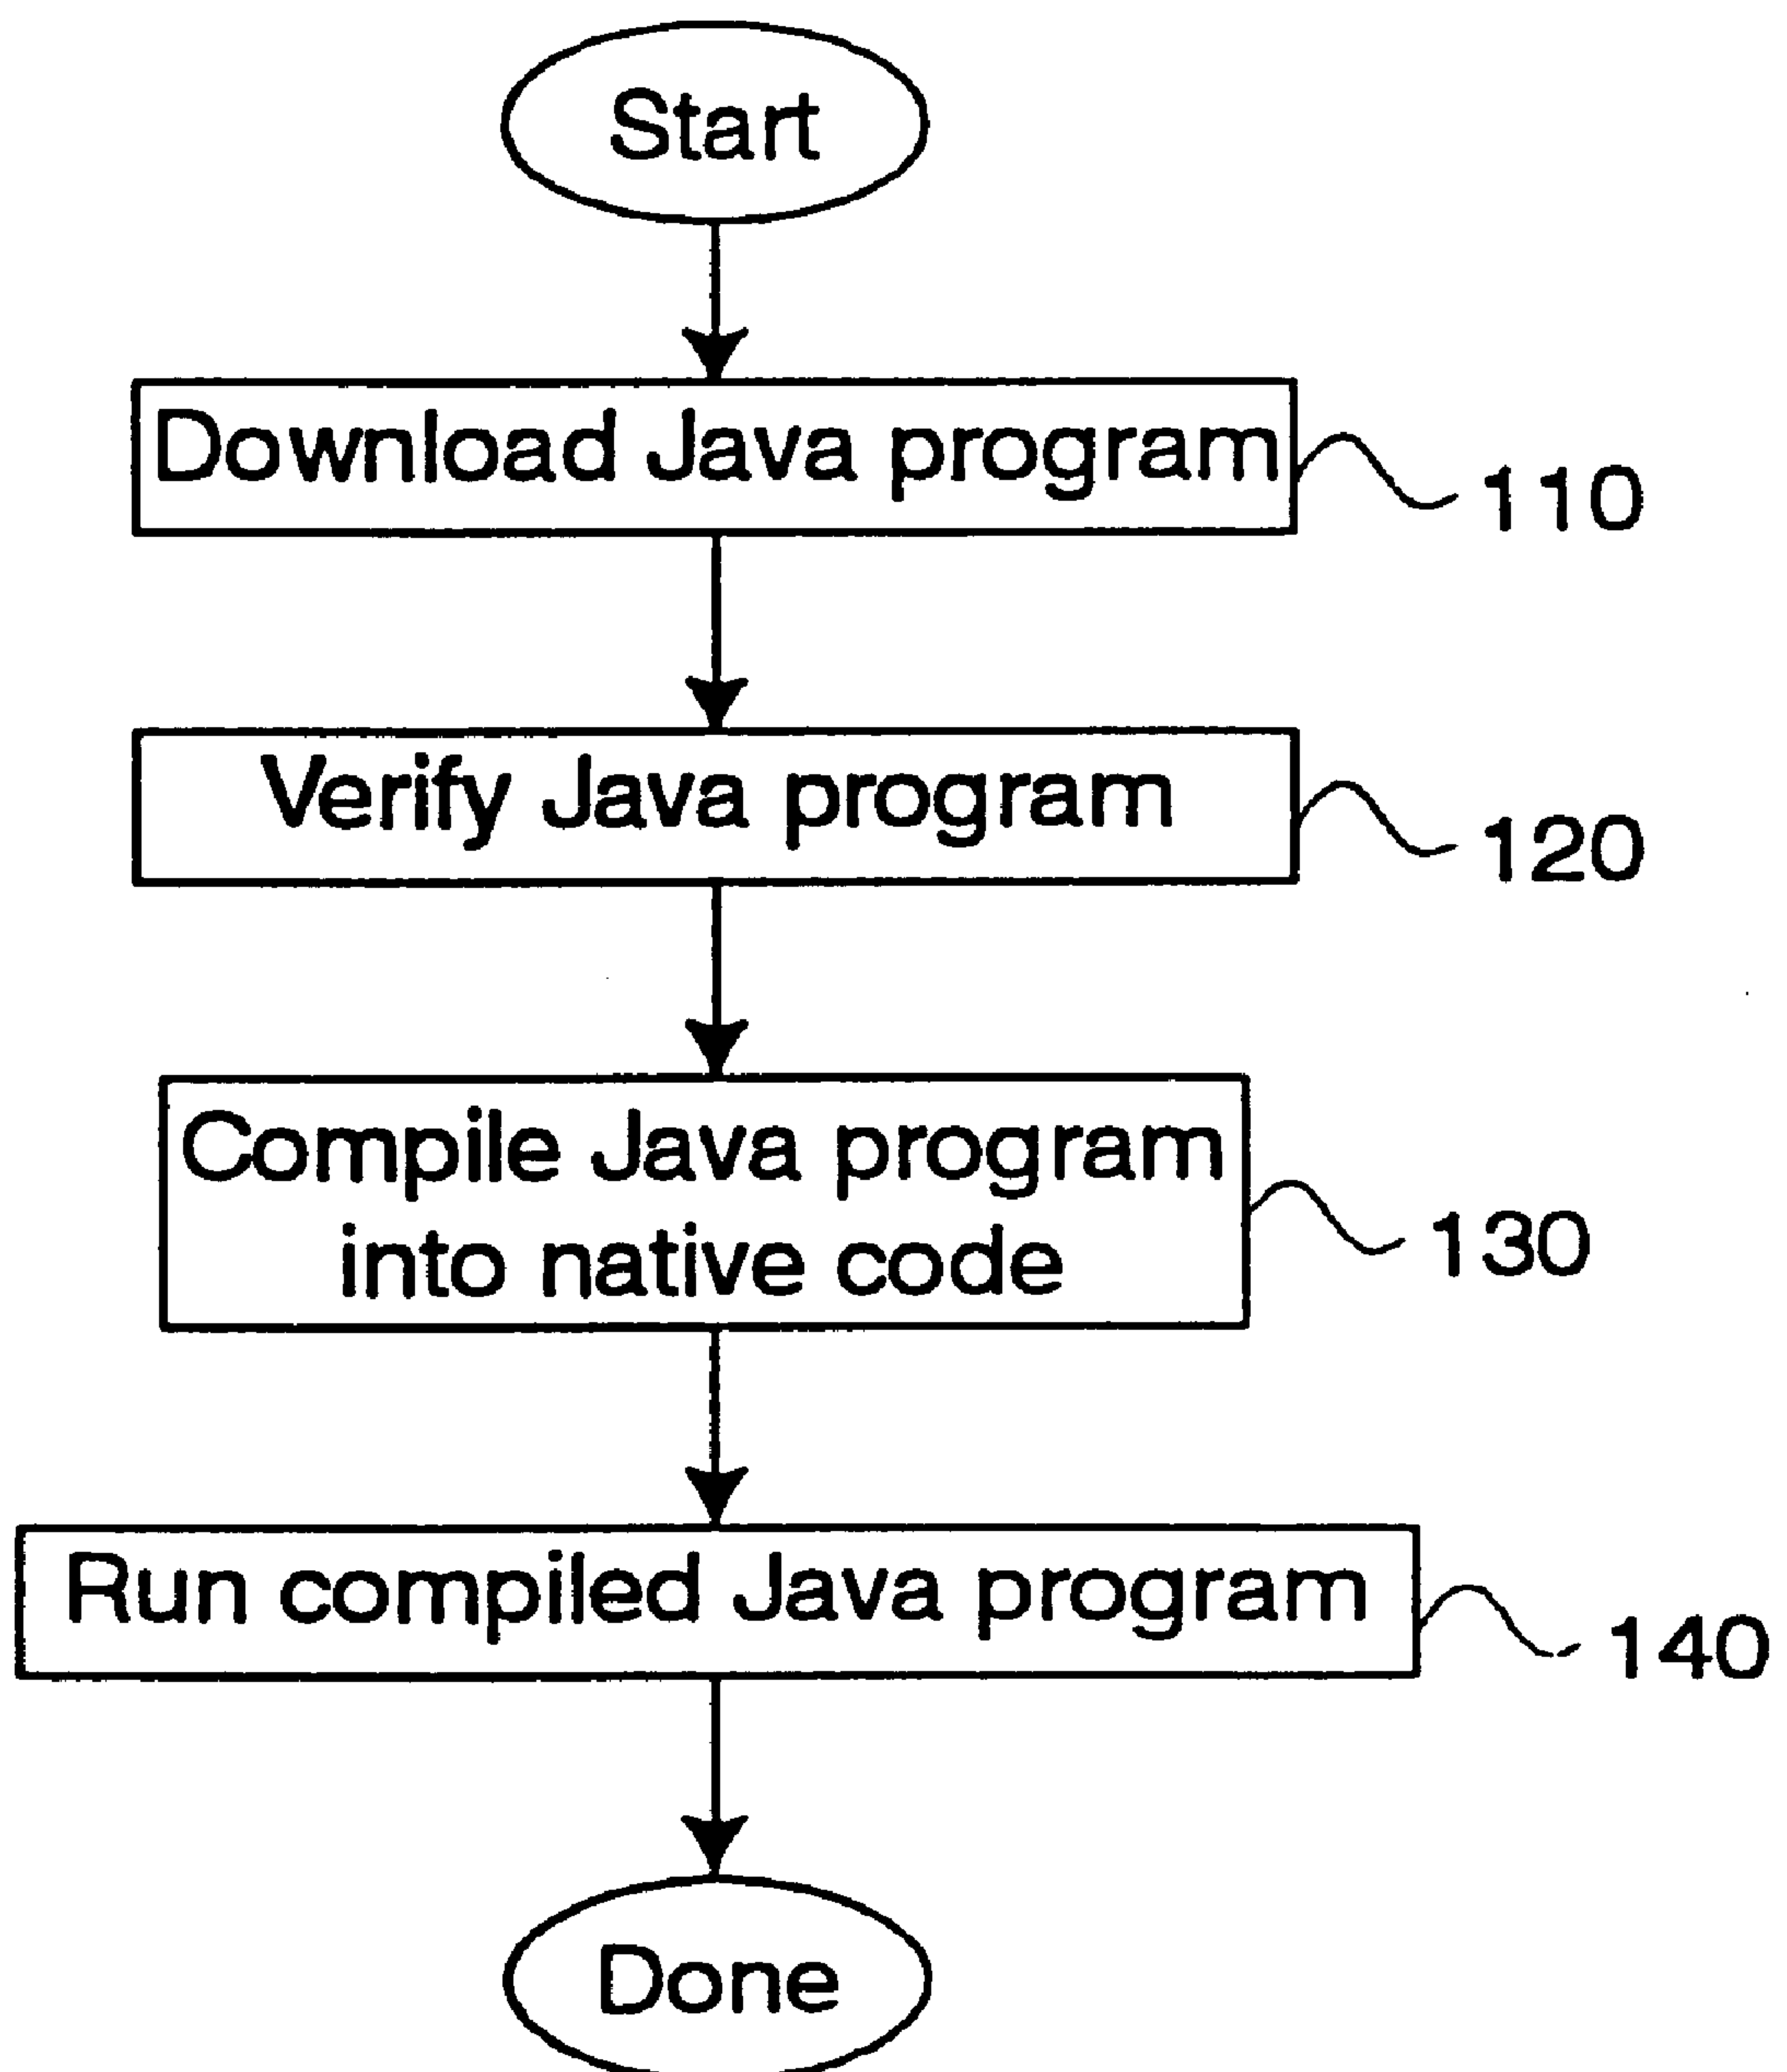 Start
Download Java program
110
Verify Java program
120
Compile Java program
into native code
130
Run compiled Java program
140
Done